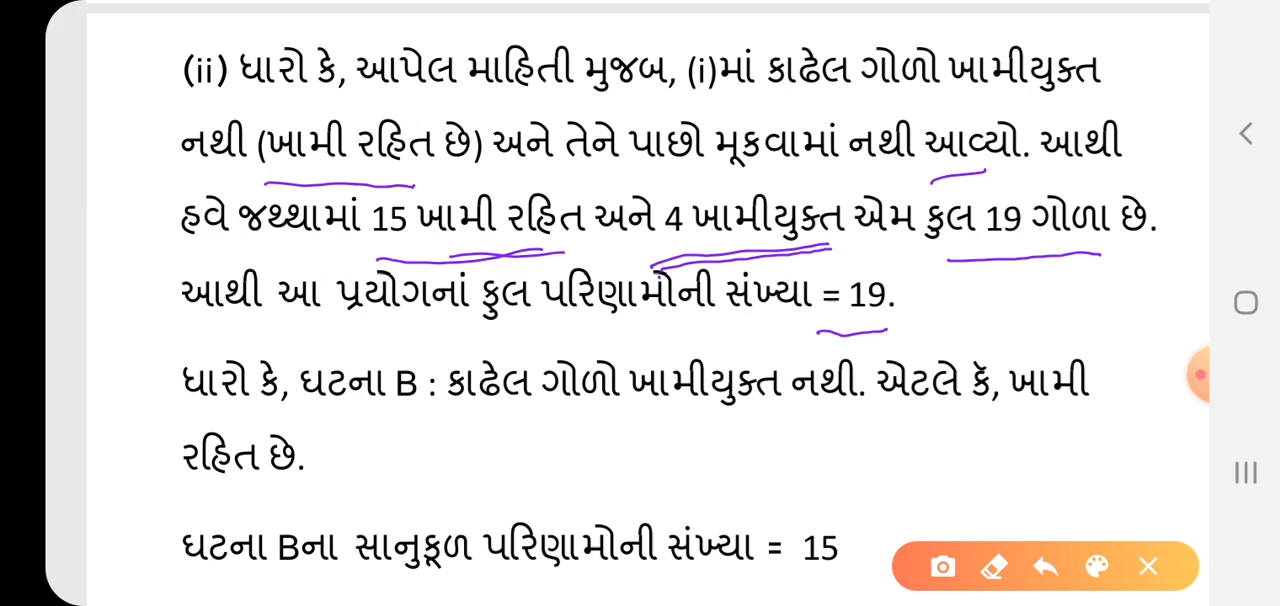 (ii) ધારો કે, આપેલ માહિતી મુજબ, (i)માં કાઢેલ ગોળો ખામીયુક્ત
નથી (ખામી રહિત છે) અને તેને પાછો મૂકવામાં નથી આવ્યો. આથી
હવે જથ્થામાં 15 ખામી રહિત અને 4 ખામીયુક્ત એમ કુલ 19 ગોળા છે.
આથી આ પ્રયોગનાં કુલ પરિણામોની સંખ્યા = 19.
ધારો કે, ઘટના B : કાઢેલ ગોળો ખામીયુક્ત નથી. એટલે કૅ, ખામી
રહિત છે.
ઘટના Bના સાનુકૂળ પરિણામોની સંખ્યા = 15